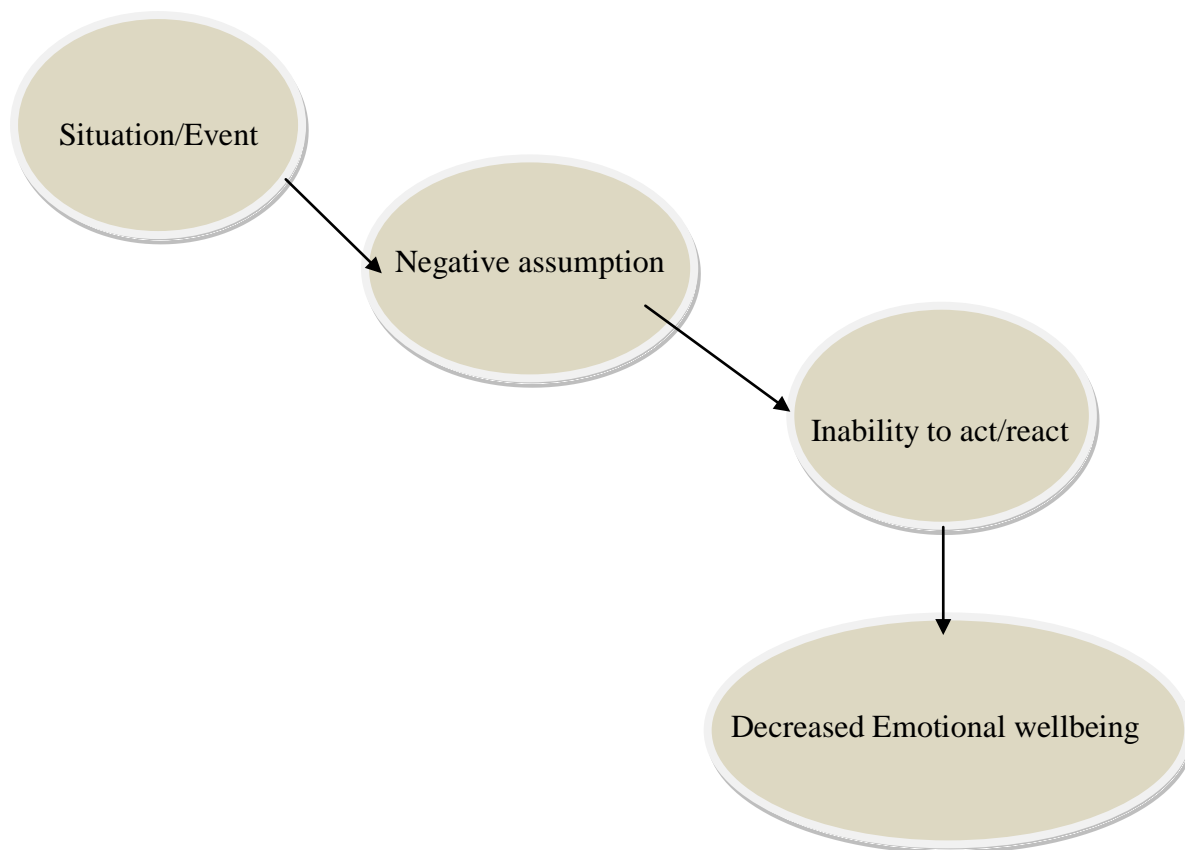 Situation/Event
Negative assumption
Inability to act/react
Decreased Emotional wellbeing